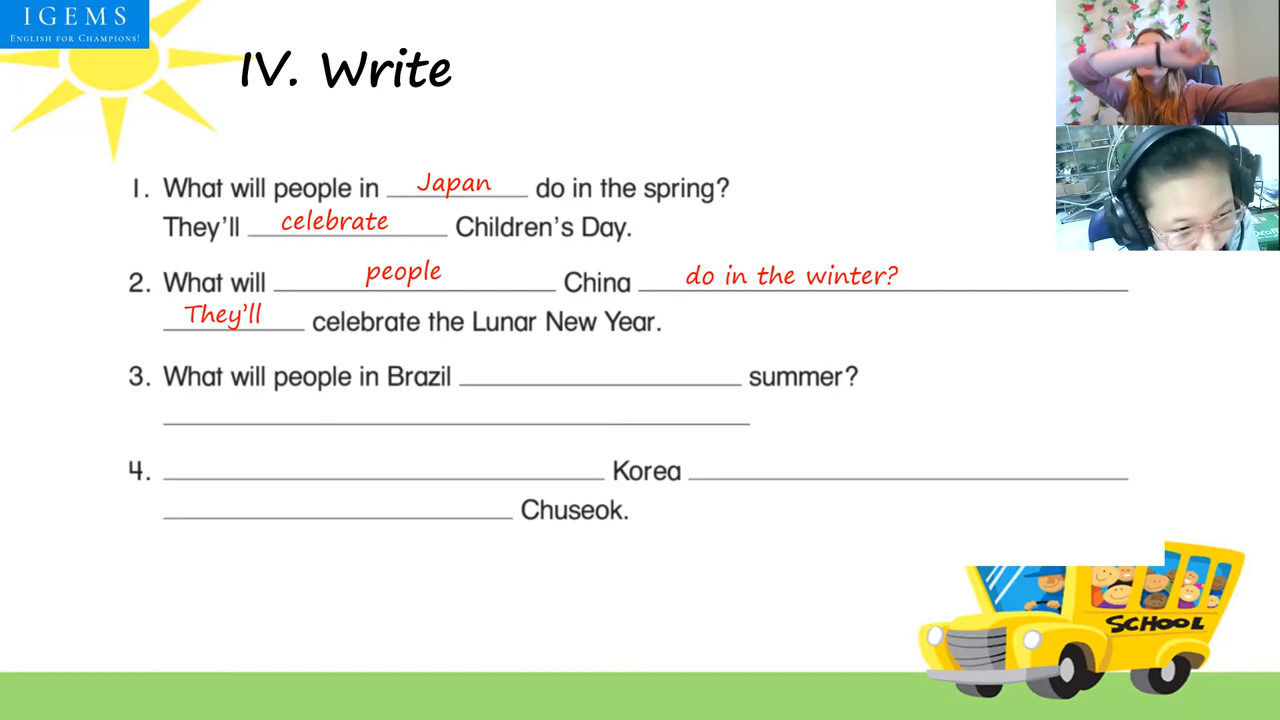 IGEMS
ENGLISH FOR CHAMPIONS!
IV. Write
1. What will people in Japan do in the spring?
They'll celebrate Children's Day.
2. What will people China do in the winter?
They'll celebrate the Lunar New Year.
3. What will people in Brazil summer?
4. Korea
Chuseok.
SCHOOL